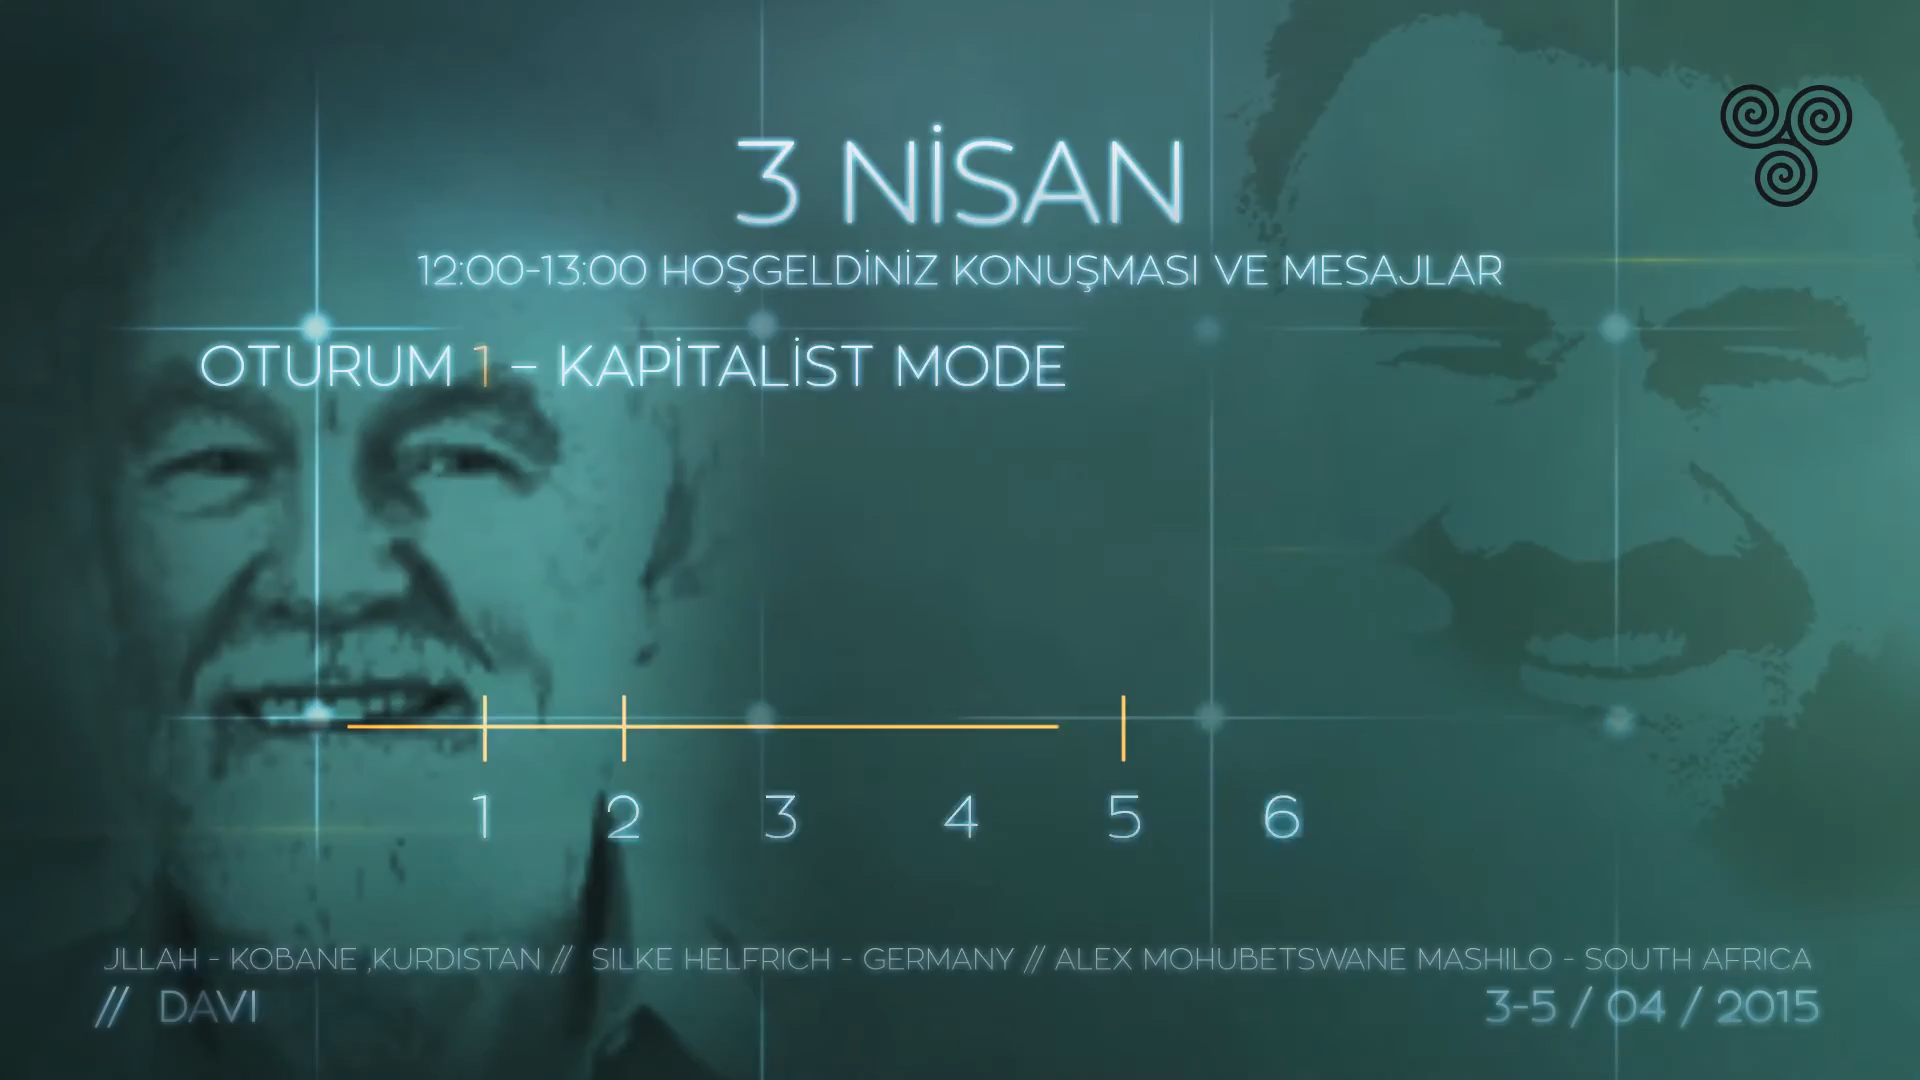 3 NİSAN
12:00-13:00 HOŞGELDİNİZ KONUŞMASI VE MESAJLAR
OTURUM 1 – KAPİTALİST MODE
1 2 3 4 5 6
JLLAH - KOBANE ,KURDISTAN // SILKE HELFRICH - GERMANY // ALEX MOHUBETSWANE MASHILO - SOUTH AFRICA
// DAVI
3-5 / 04 / 2015